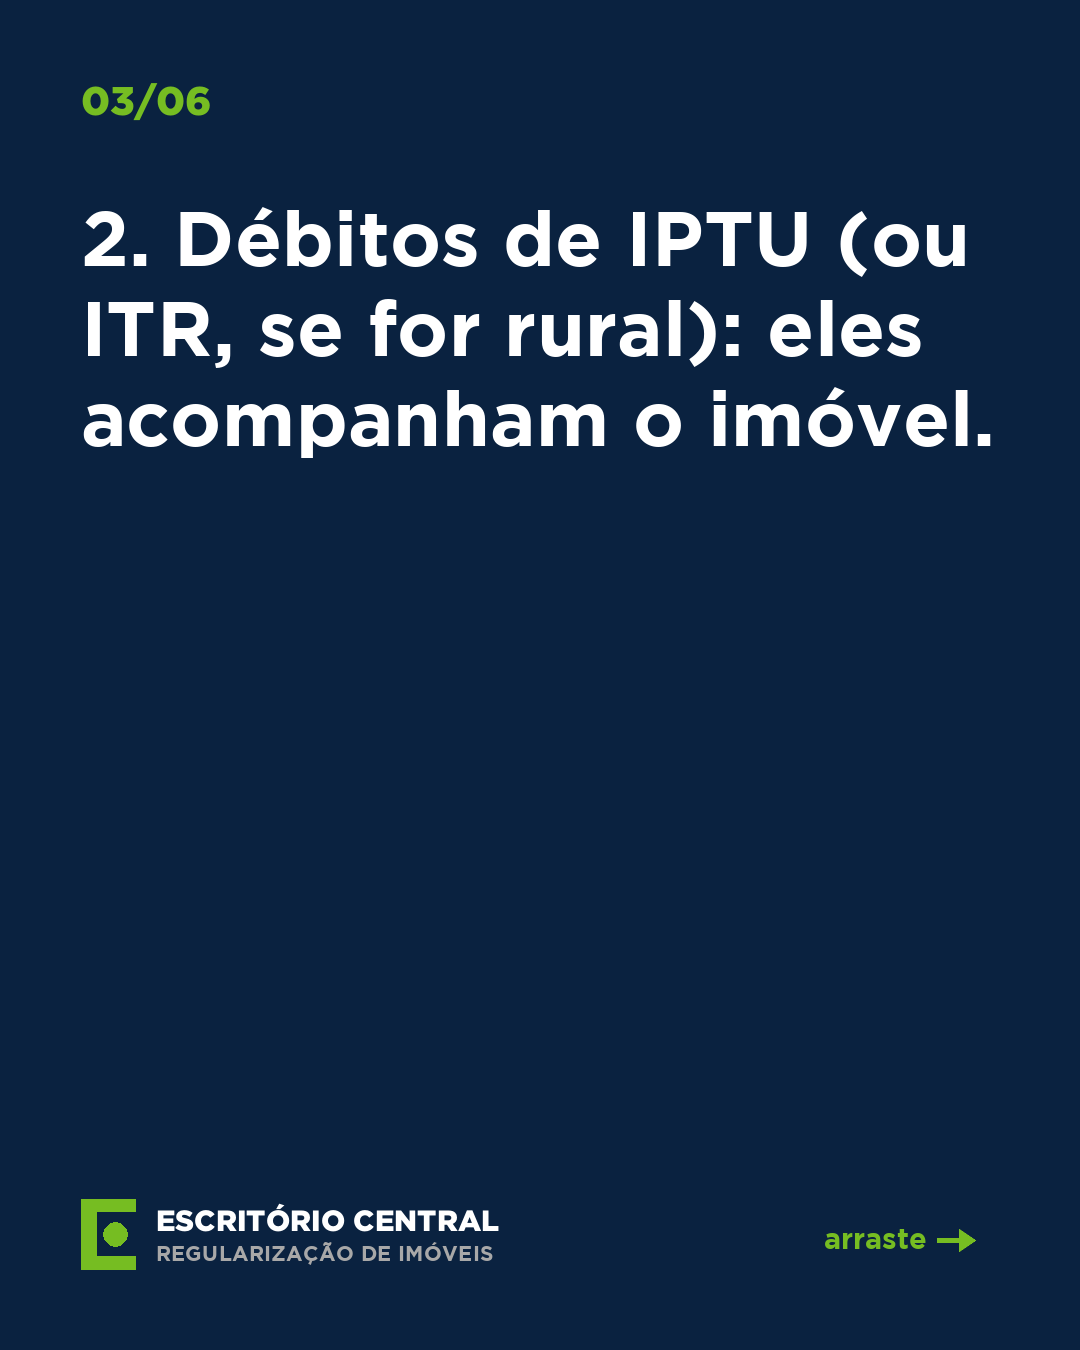 03/06
2. Débitos de IPTU (ou
ITR, se for rural): eles
acompanham o imóvel.
ESCRITÓRIO CENTRAL
REGULARIZAÇÃO DE IMÓVEIS
arraste